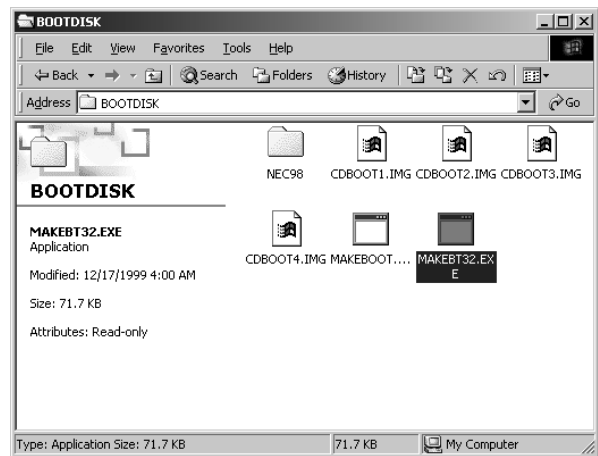 BOOTDISK
File Edit View Favorites Tools Help
Back Search Folders History
Address BOOTDISK Go
BOOTDISK
MAKEBT32.EXE
Application
Modified: 12/17/1999 4:00 AM
Size: 71.7 KB
Attributes: Read-only
NEC98 CDBOOT1.IMG CDBOOT2.IMG CDBOOT3.IMG
CDBOOT4.IMG MAKEBOOT.... MAKEBT32.EX
E
Type: Application Size: 71.7 KB 71.7 KB My Computer